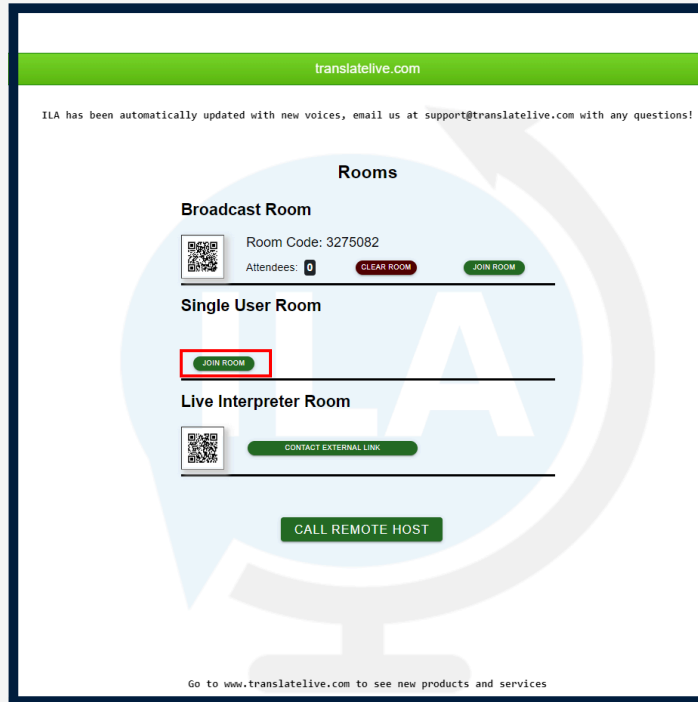 translatelive.com
ILA has been automatically updated with new voices, email us at support@translatelive.com with any questions!
Rooms
Broadcast Room
Room Code: 3275082
Attendees: 0 CLEAR ROOM JOIN ROOM
Single User Room
JOIN ROOM
Live Interpreter Room
CONTACT EXTERNAL LINK
CALL REMOTE HOST
ILA
Go to www.translatelive.com to see new products and services